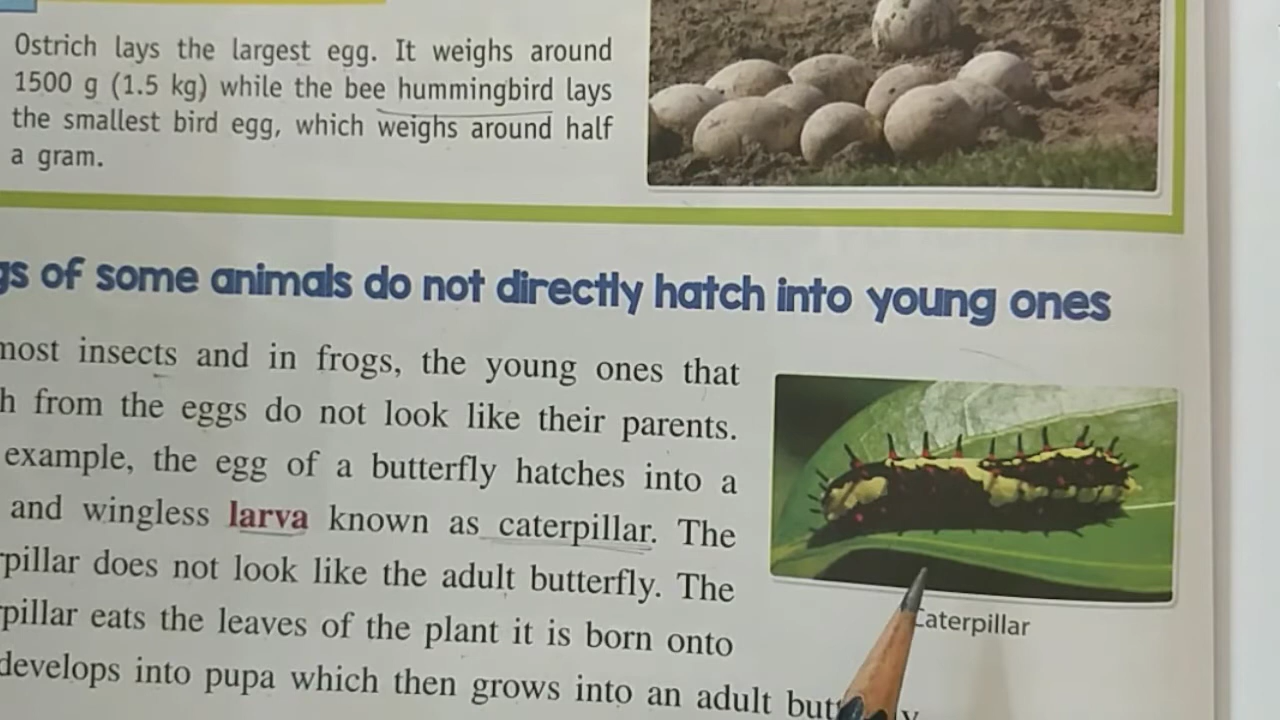 Ostrich lays the largest egg. It weighs around
1500 g (1.5 kg) while the bee hummingbird lays
the smallest bird egg, which weighs around half
a gram.
gs of some animals do not directly hatch into young ones
most insects and in frogs, the young ones that
h from the eggs do not look like their parents.
example, the egg of a butterfly hatches into a
and wingless larva known as caterpillar. The
rpillar does not look like the adult butterfly. The
rpillar eats the leaves of the plant it is born onto
develops into pupa which then grows into an adult
Caterpillar